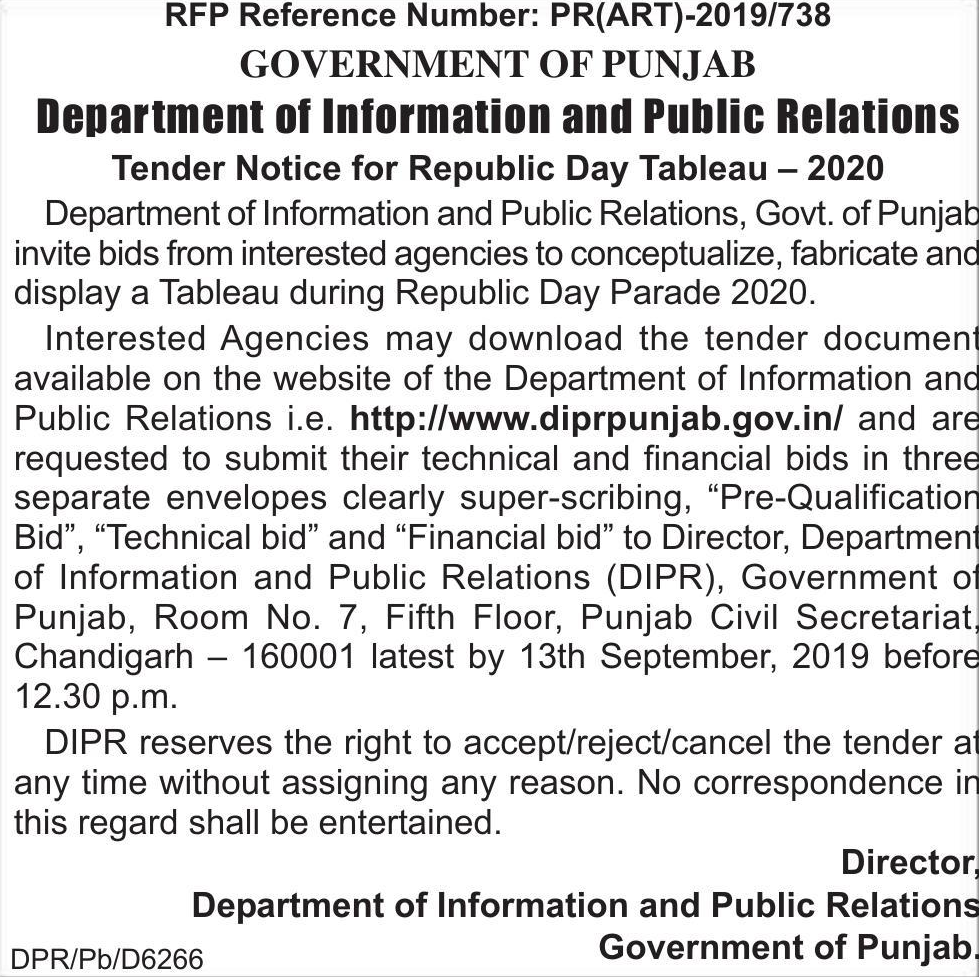 RFP Reference Number: PR(ART)-2019/738
GOVERNMENT OF PUNJAB
Department of Information and Public Relations
Tender Notice for Republic Day Tableau – 2020
Department of Information and Public Relations, Govt. of Punjab
invite bids from interested agencies to conceptualize, fabricate and
display a Tableau during Republic Day Parade 2020.
Interested Agencies may download the tender document
available on the website of the Department of Information and
Public Relations i.e. http://www.diprpunjab.gov.in/ and are
requested to submit their technical and financial bids in three
separate envelopes clearly super-scribing, “Pre-Qualification
Bid”, “Technical bid” and “Financial bid” to Director, Department
of Information and Public Relations (DIPR), Government of
Punjab, Room No. 7, Fifth Floor, Punjab Civil Secretariat,
Chandigarh – 160001 latest by 13th September, 2019 before
12.30 p.m.
DIPR reserves the right to accept/reject/cancel the tender at
any time without assigning any reason. No correspondence in
this regard shall be entertained.
Director,
Department of Information and Public Relations
Government of Punjab.
DPR/Pb/D6266